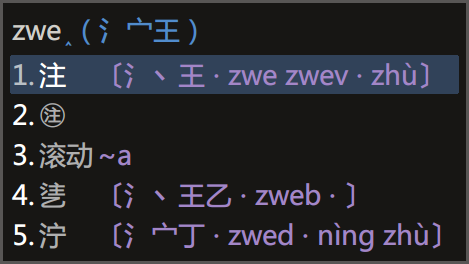 zwe‸ ( 氵宀王 )
1. 注 〔氵丶王 · zwe zwev · zhù〕
2. ㊟
3. 滚动 ~a
4. 〔氵丶王乙 · zweb · 〕
5. 泞 〔氵宀丁 · zwed · nìng zhù〕